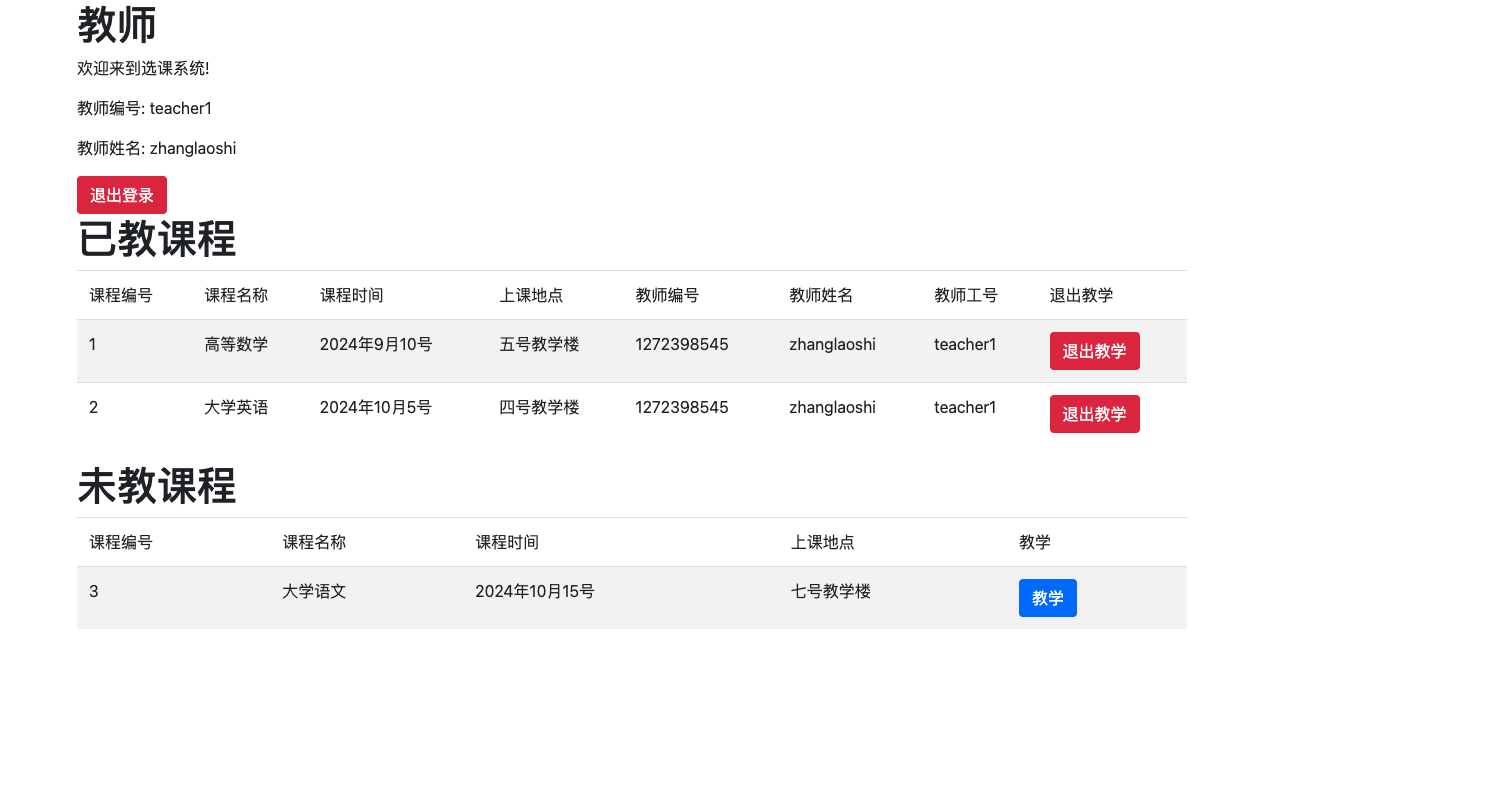 教师
欢迎来到选课系统!
教师编号: teacher1
教师姓名: zhanglaoshi
退出登录
已教课程
课程编号 课程名称 课程时间 上课地点 教师编号 教师姓名 教师工号 退出教学
1 高等数学 2024年9月10号 五号教学楼 1272398545 zhanglaoshi teacher1 退出教学
2 大学英语 2024年10月5号 四号教学楼 1272398545 zhanglaoshi teacher1 退出教学
未教课程
课程编号 课程名称 课程时间 上课地点 教学
3 大学语文 2024年10月15号 七号教学楼 教学